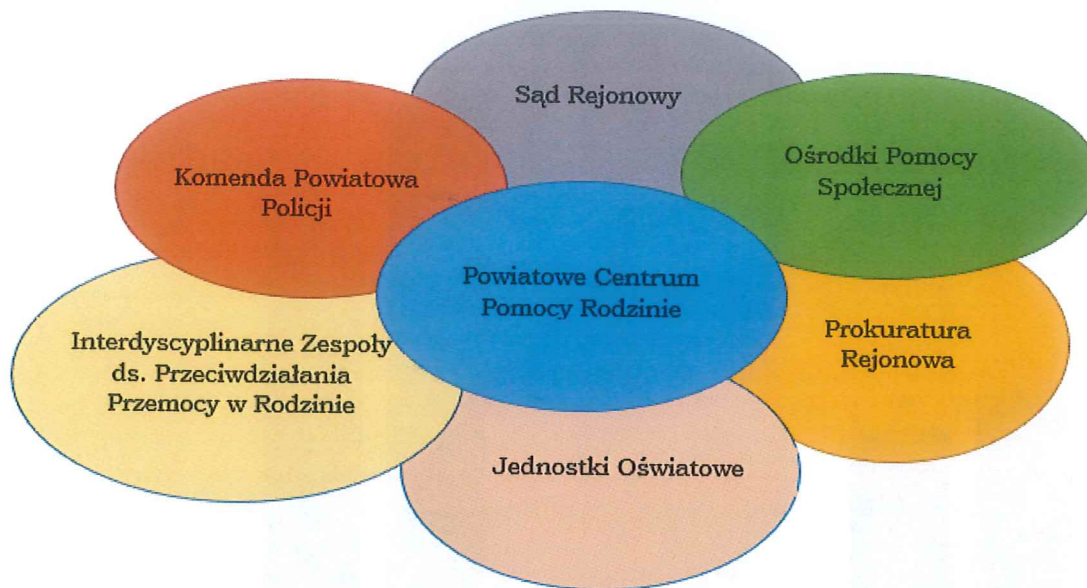 Sąd Rejonowy
Komenda Powiatowa
Policji
Ośrodki Pomocy
Społecznej
Powiatowe Centrum
Pomocy Rodzinie
Interdyscyplinarne Zespoły
ds. Przeciwdziałania
Przemocy w Rodzinie
Prokuratura
Rejonowa
Jednostki Oświatowe